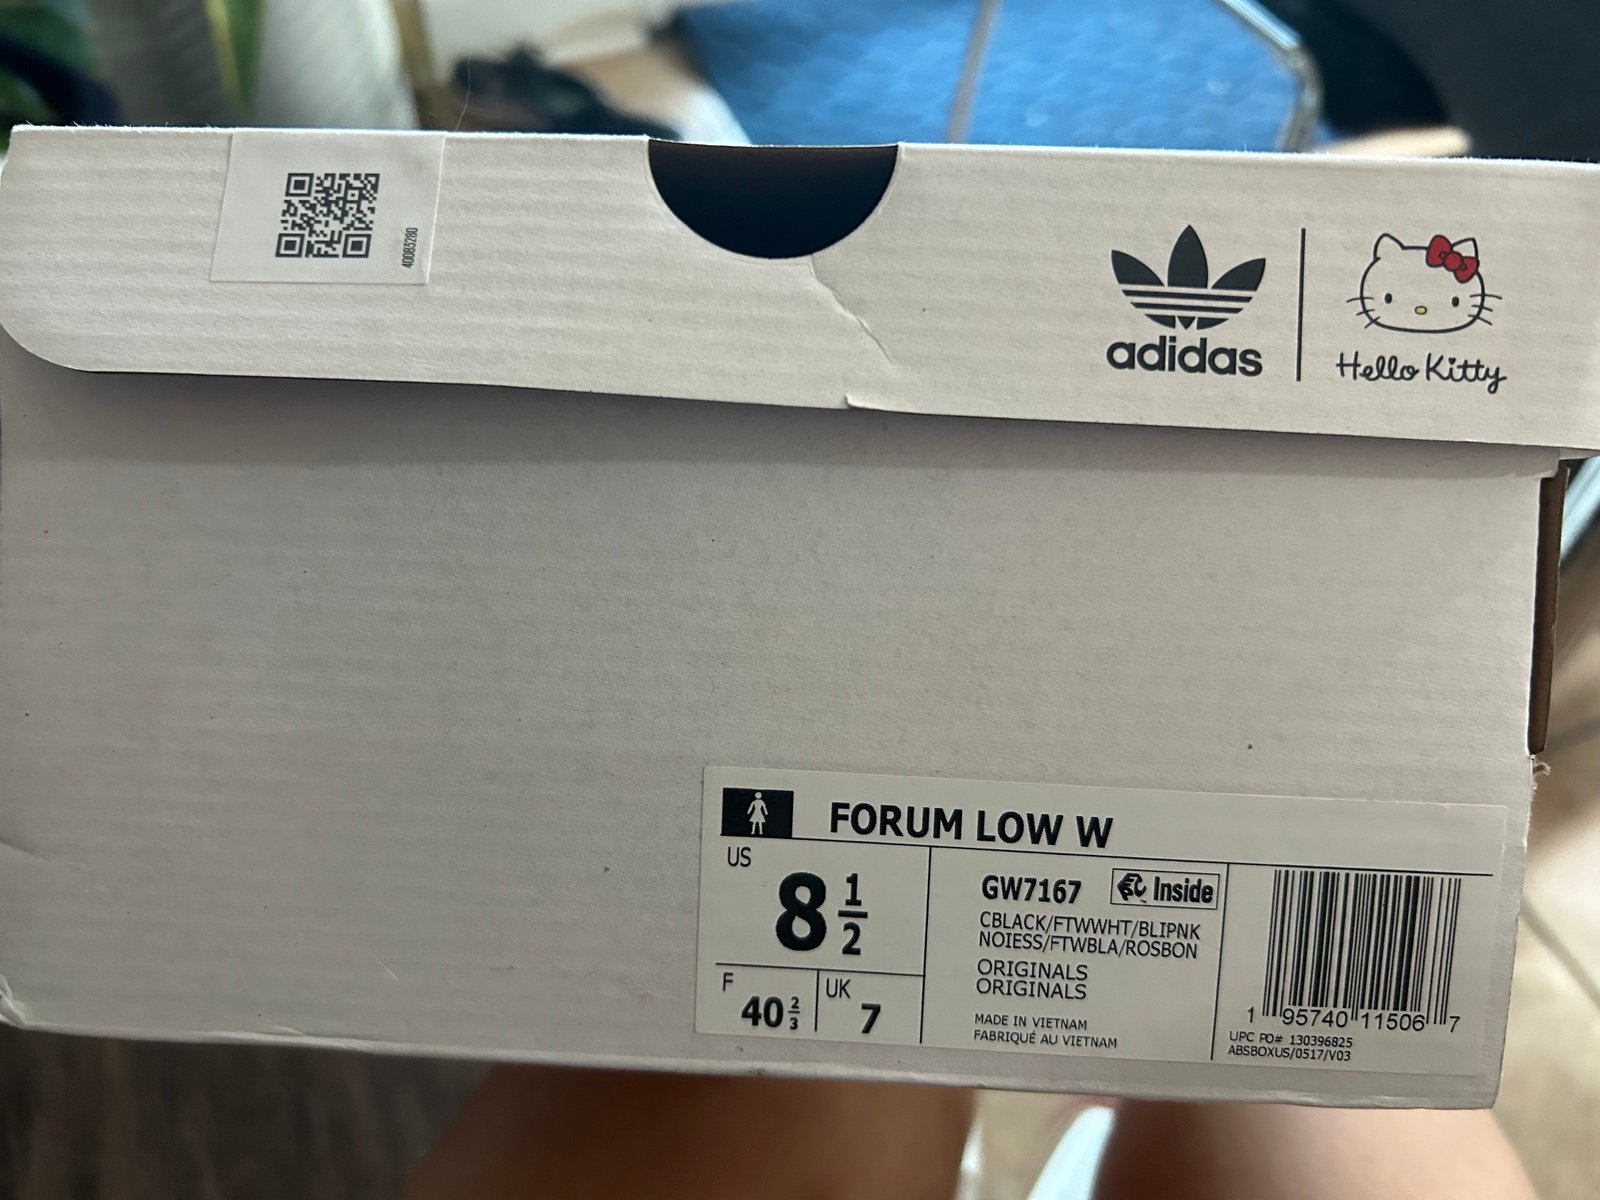 40083280
adidas
Hello Kitty
FORUM LOW W
US
8 1/2
F
40 2/3
UK
7
GW7167
Inside
CBLACK/FTWWHT/BLIPNK
NOIESS/FTWBLA/ROSBON
ORIGINALS
ORIGINALS
MADE IN VIETNAM
FABRIQUÉ AU VIETNAM
1 95740 11506 7
UPC PO# 130396825
ABSBOXUS/0517/V03